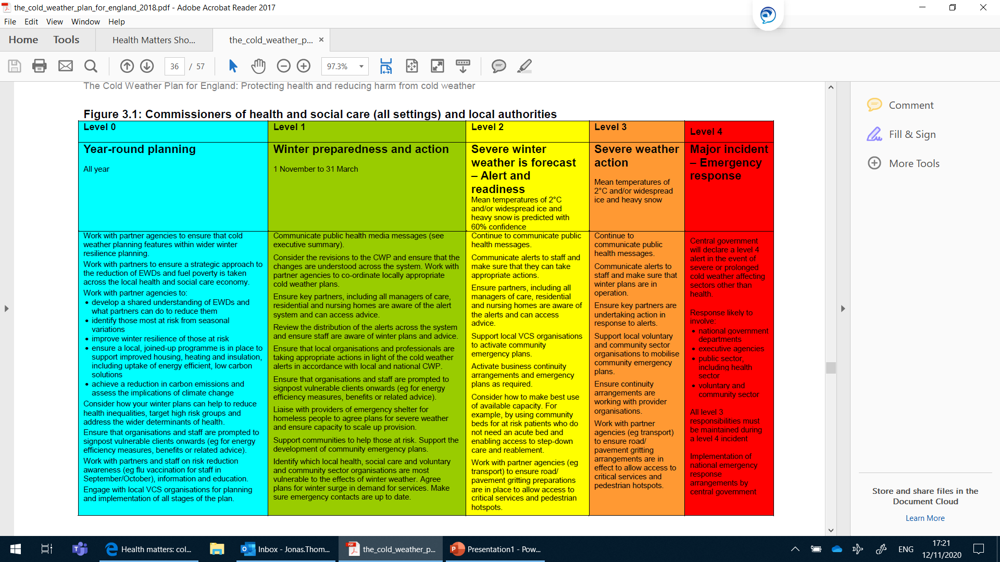 the_cold_weather_plan_for_england_2018.pdf - Adobe Acrobat Reader 2017
File Edit View Window Help
Home Tools Health Matters Sho... the_cold_weather_p... ×
36 / 57 97.3%
The Cold Weather Plan for England: Protecting health and reducing harm from cold weather
Figure 3.1: Commissioners of health and social care (all settings) and local authorities
Level 0
Year-round planning
All year
Work with partner agencies to ensure that cold
weather planning features within wider winter
resilience planning.
Work with partners to ensure a strategic approach to
the reduction of EWDs and fuel poverty is taken
across the local health and social care economy.
Work with partner agencies to:
• develop a shared understanding of EWDs and
what partners can do to reduce them
• identify those most at risk from seasonal
variations
• improve winter resilience of those at risk
• ensure a local, joined-up programme is in place to
support improved housing, heating and insulation,
including uptake of energy efficient, low carbon
solutions
• achieve a reduction in carbon emissions and
assess the implications of climate change
Consider how your winter plans can help to reduce
health inequalities, target high risk groups and
address the wider determinants of health.
Ensure that organisations and staff are prompted to
signpost vulnerable clients onwards (eg for energy
efficiency measures, benefits or related advice).
Work with partners and staff on risk reduction
awareness (eg flu vaccination for staff in
September/October), information and education.
Engage with local VCS organisations for planning
and implementation of all stages of the plan.
Level 1
Winter preparedness and action
1 November to 31 March
Communicate public health media messages (see
executive summary).
Consider the revisions to the CWP and ensure that the
changes are understood across the system. Work with
partner agencies to co-ordinate locally appropriate
cold weather plans.
Ensure key partners, including all managers of care,
residential and nursing homes are aware of the alert
system and can access advice.
Review the distribution of the alerts across the system
and ensure staff are aware of winter plans and advice.
Ensure that local organisations and professionals are
taking appropriate actions in light of the cold weather
alerts in accordance with local and national CWP.
Ensure that organisations and staff are prompted to
signpost vulnerable clients onwards (eg for energy
efficiency measures, benefits or related advice).
Liaise with providers of emergency shelter for
homeless people to agree plans for severe weather
and ensure capacity to scale up provision.
Support communities to help those at risk. Support the
development of community emergency plans.
Identify which local health, social care and voluntary
and community sector organisations are most
vulnerable to the effects of winter weather. Agree
plans for winter surge in demand for services. Make
sure emergency contacts are up to date.
Level 2
Severe winter
weather is forecast
– Alert and
readiness
Mean temperatures of 2°C
and/or widespread ice and
heavy snow is predicted with
60% confidence
Continue to communicate public
health messages.
Communicate alerts to staff and
make sure that they can take
appropriate actions.
Ensure partners, including all
managers of care, residential
and nursing homes are aware of
the alerts and can access
advice.
Support local VCS organisations
to activate community
emergency plans.
Activate business continuity
arrangements and emergency
plans as required.
Consider how to make best use
of available capacity. For
example, by using community
beds for at risk patients who do
not need an acute bed and
enabling access to step-down
care and reablement.
Work with partner agencies (eg
transport) to ensure road/
pavement gritting preparations
are in place to allow access to
critical services and pedestrian
hotspots.
Level 3
Severe weather
action
Mean temperatures of
2°C and/or widespread
ice and heavy snow
Continue to
communicate public
health messages.
Communicate alerts to
staff and make sure that
winter plans are in
operation.
Ensure key partners are
undertaking action in
response to alerts.
Support local voluntary
and community sector
organisations to mobilise
community emergency
plans.
Ensure continuity
arrangements are
working with provider
organisations.
Work with partner
agencies (eg transport)
to ensure road/
pavement gritting
arrangements are in
effect to allow access to
critical services and
pedestrian hotspots.
Level 4
Major incident
– Emergency
response
Central government
will declare a level 4
alert in the event of
severe or prolonged
cold weather affecting
sectors other than
health.
Response likely to
involve:
• national government
departments
• executive agencies
• public sector,
including health
sector
• voluntary and
community sector
All level 3
responsibilities must
be maintained during
a level 4 incident
Implementation of
national emergency
response
arrangements by
central government
Comment
Fill & Sign
More Tools
Store and share files in the
Document Cloud
Learn More
Health matters: col...
Inbox - Jonas.Thom...
the_cold_weather_p...
Presentation1 - Pow...
ENG
17:21
12/11/2020